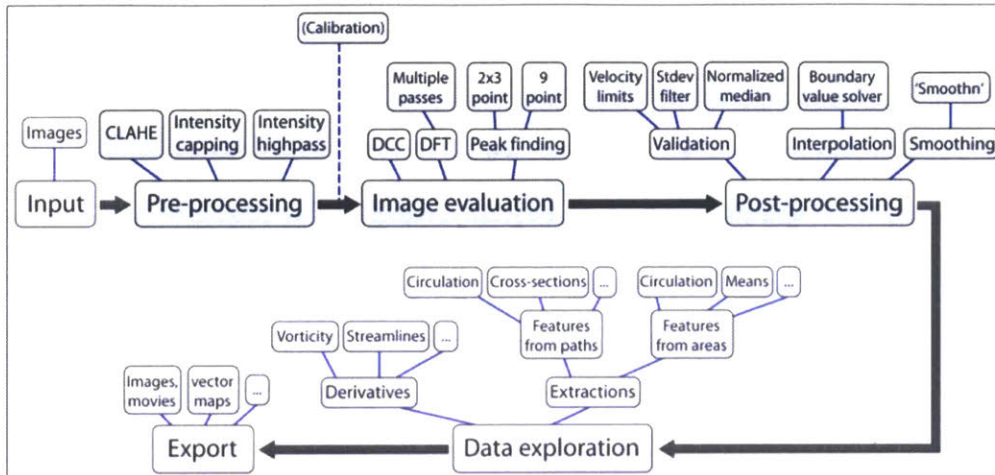 (Calibration)
Multiple
passes
2x3
point
9
point
Velocity
limits
Stdev
filter
Normalized
median
Boundary
value solver
'Smoothn'
Images
CLAHE
Intensity
capping
Intensity
highpass
DCC
DFT
Peak finding
Validation
Interpolation
Smoothing
Input
Pre-processing
Image evaluation
Post-processing
Circulation
Cross-sections
...
Circulation
Means
...
Features
from paths
Features
from areas
Vorticity
Streamlines
...
Images,
movies
vector
maps
...
Derivatives
Extractions
Export
Data exploration